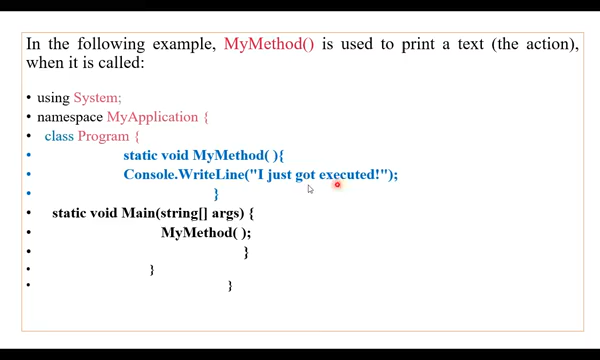 In the following example, MyMethod() is used to print a text (the action),
when it is called:
• using System;
• namespace MyApplication {
• class Program {
• static void MyMethod( ){
• Console.WriteLine("I just got executed!");
• }
• static void Main(string[] args) {
• MyMethod( );
• }
• }
• }